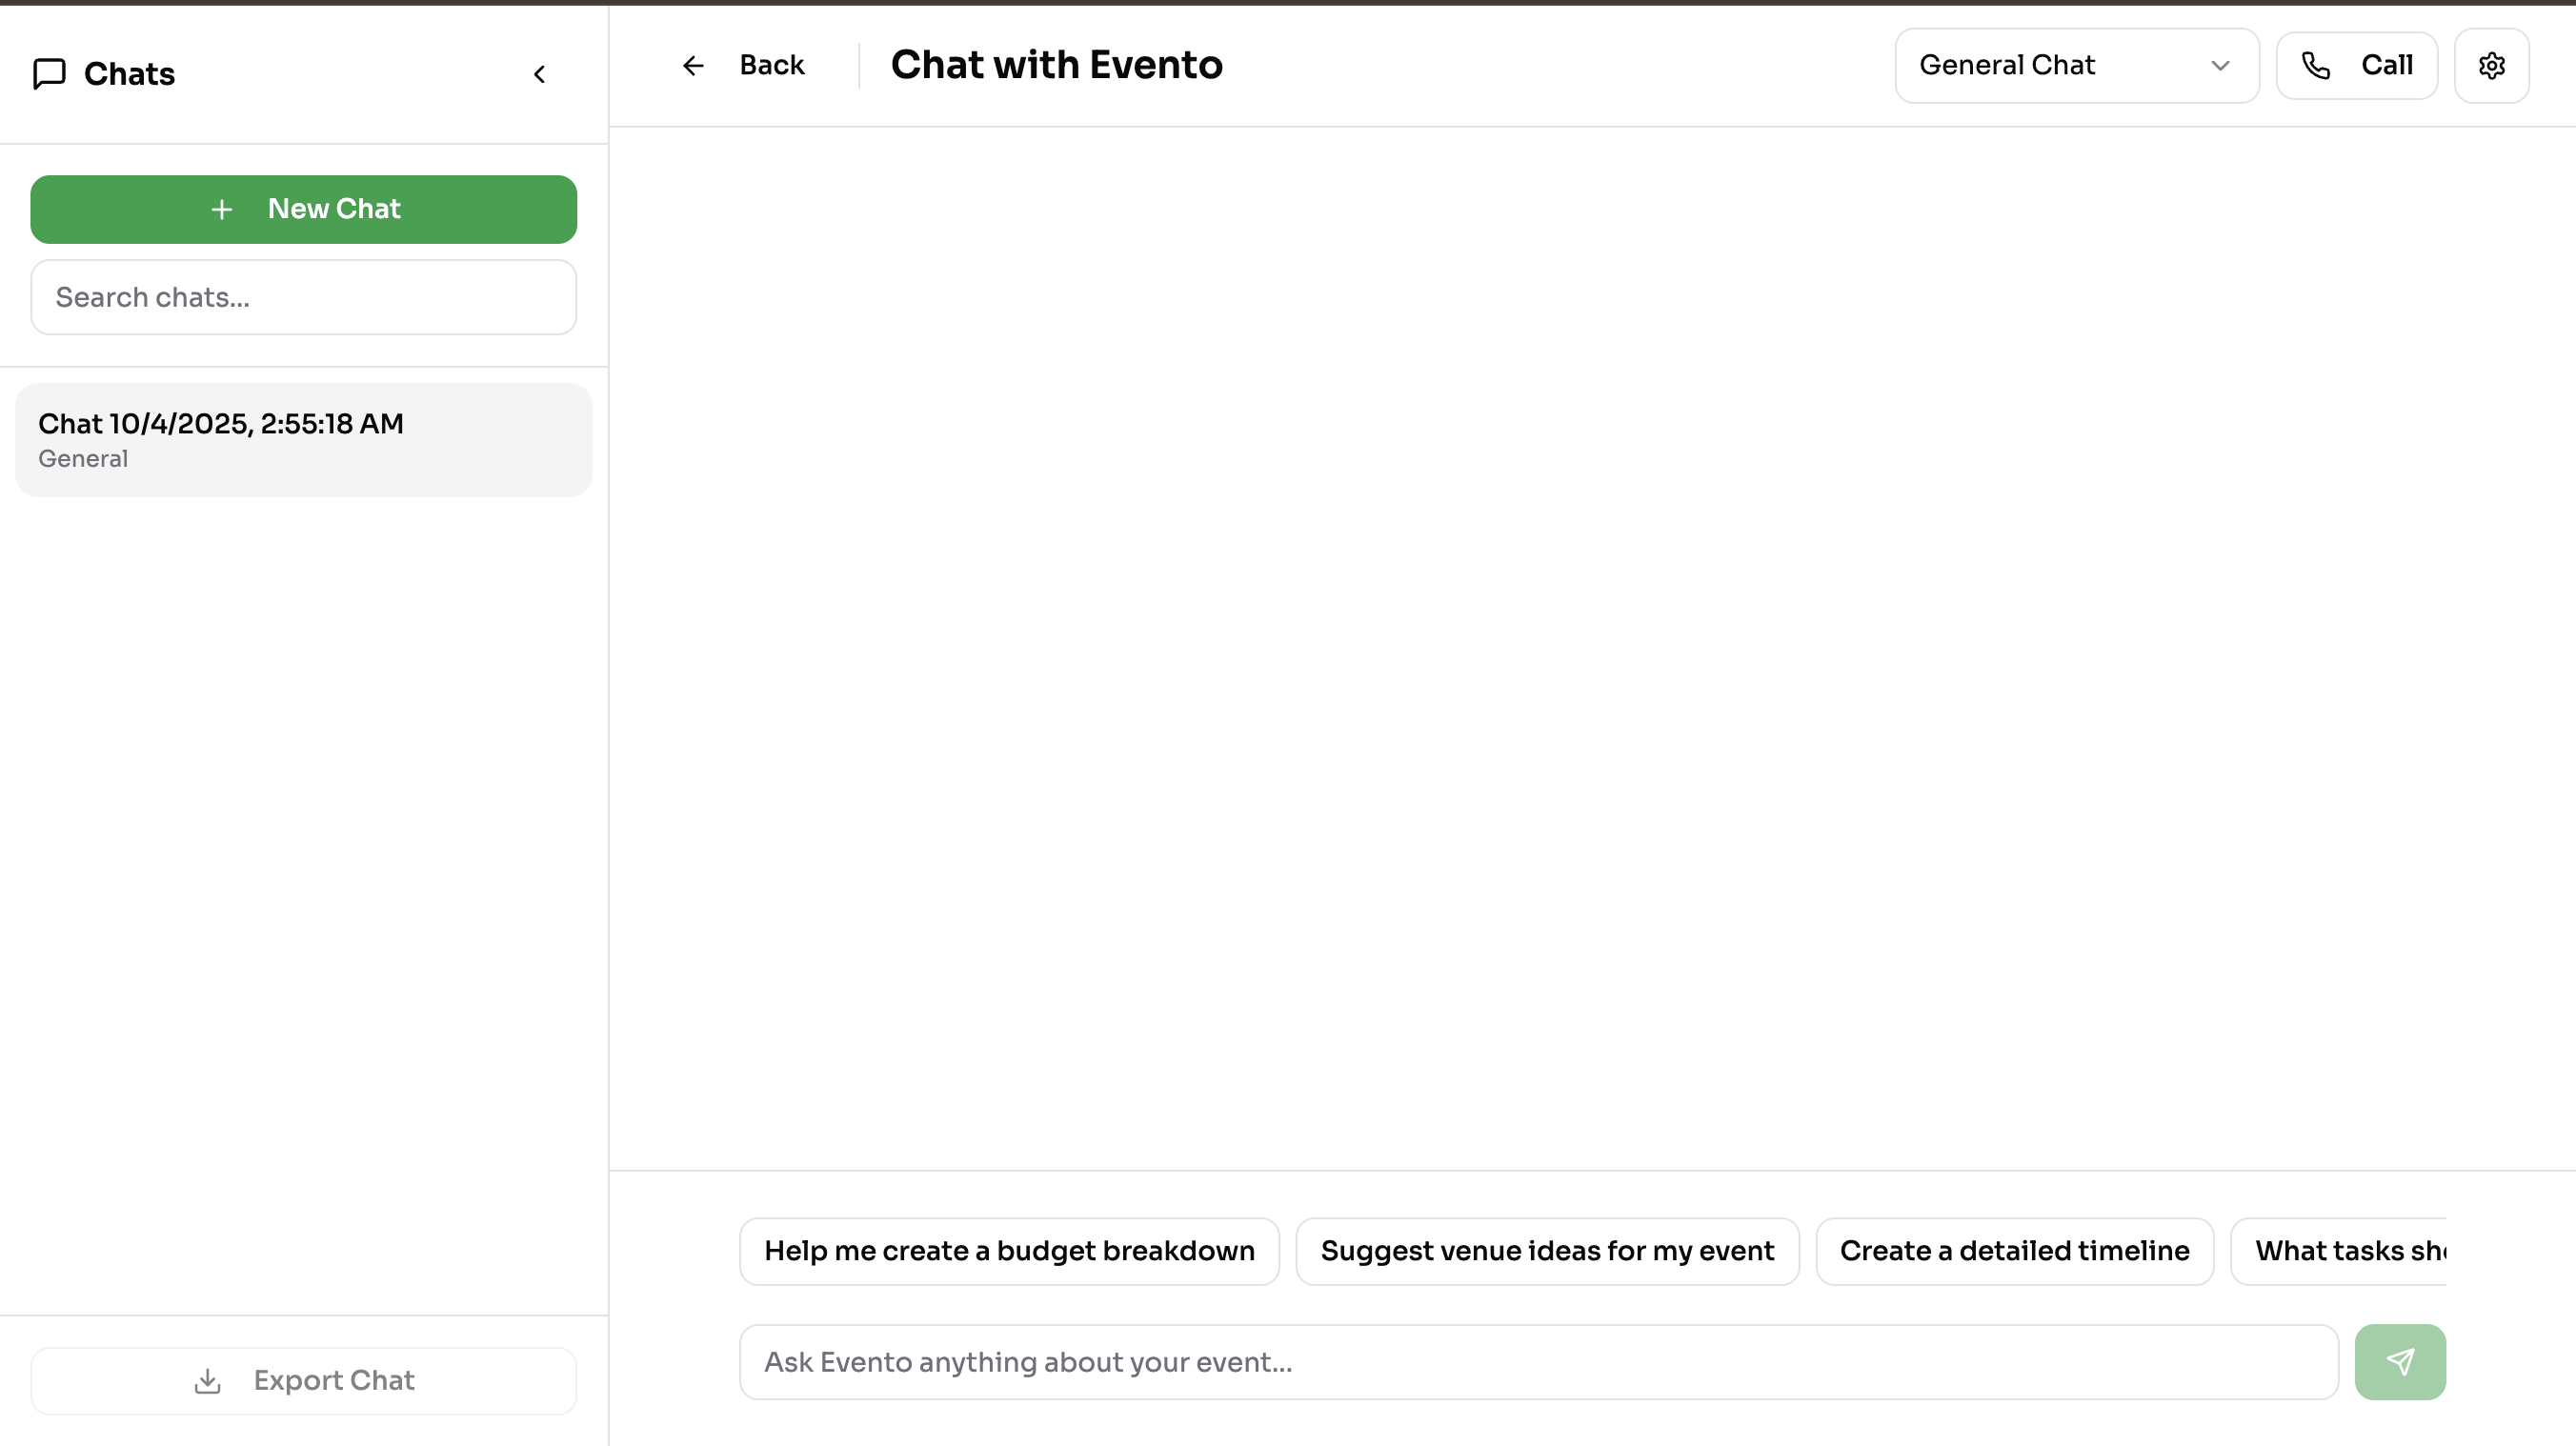 Chats
Back
Chat with Evento
General Chat
Call
New Chat
Search chats...
Chat 10/4/2025, 2:55:18 AM
General
Help me create a budget breakdown
Suggest venue ideas for my event
Create a detailed timeline
What tasks
Ask Evento anything about your event...
Export Chat